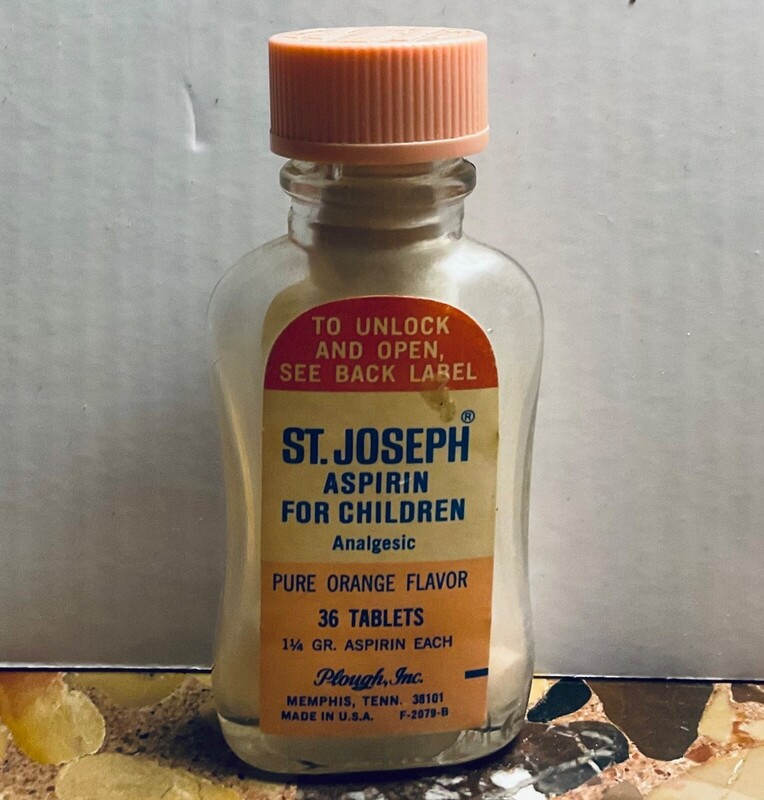 TO UNLOCK
AND OPEN,
SEE BACK LABEL
ST. JOSEPH®
ASPIRIN
FOR CHILDREN
Analgesic
PURE ORANGE FLAVOR
36 TABLETS
1¼ GR. ASPIRIN EACH
Plough, Inc.
MEMPHIS, TENN. 38101
MADE IN U.S.A. F-2079-B